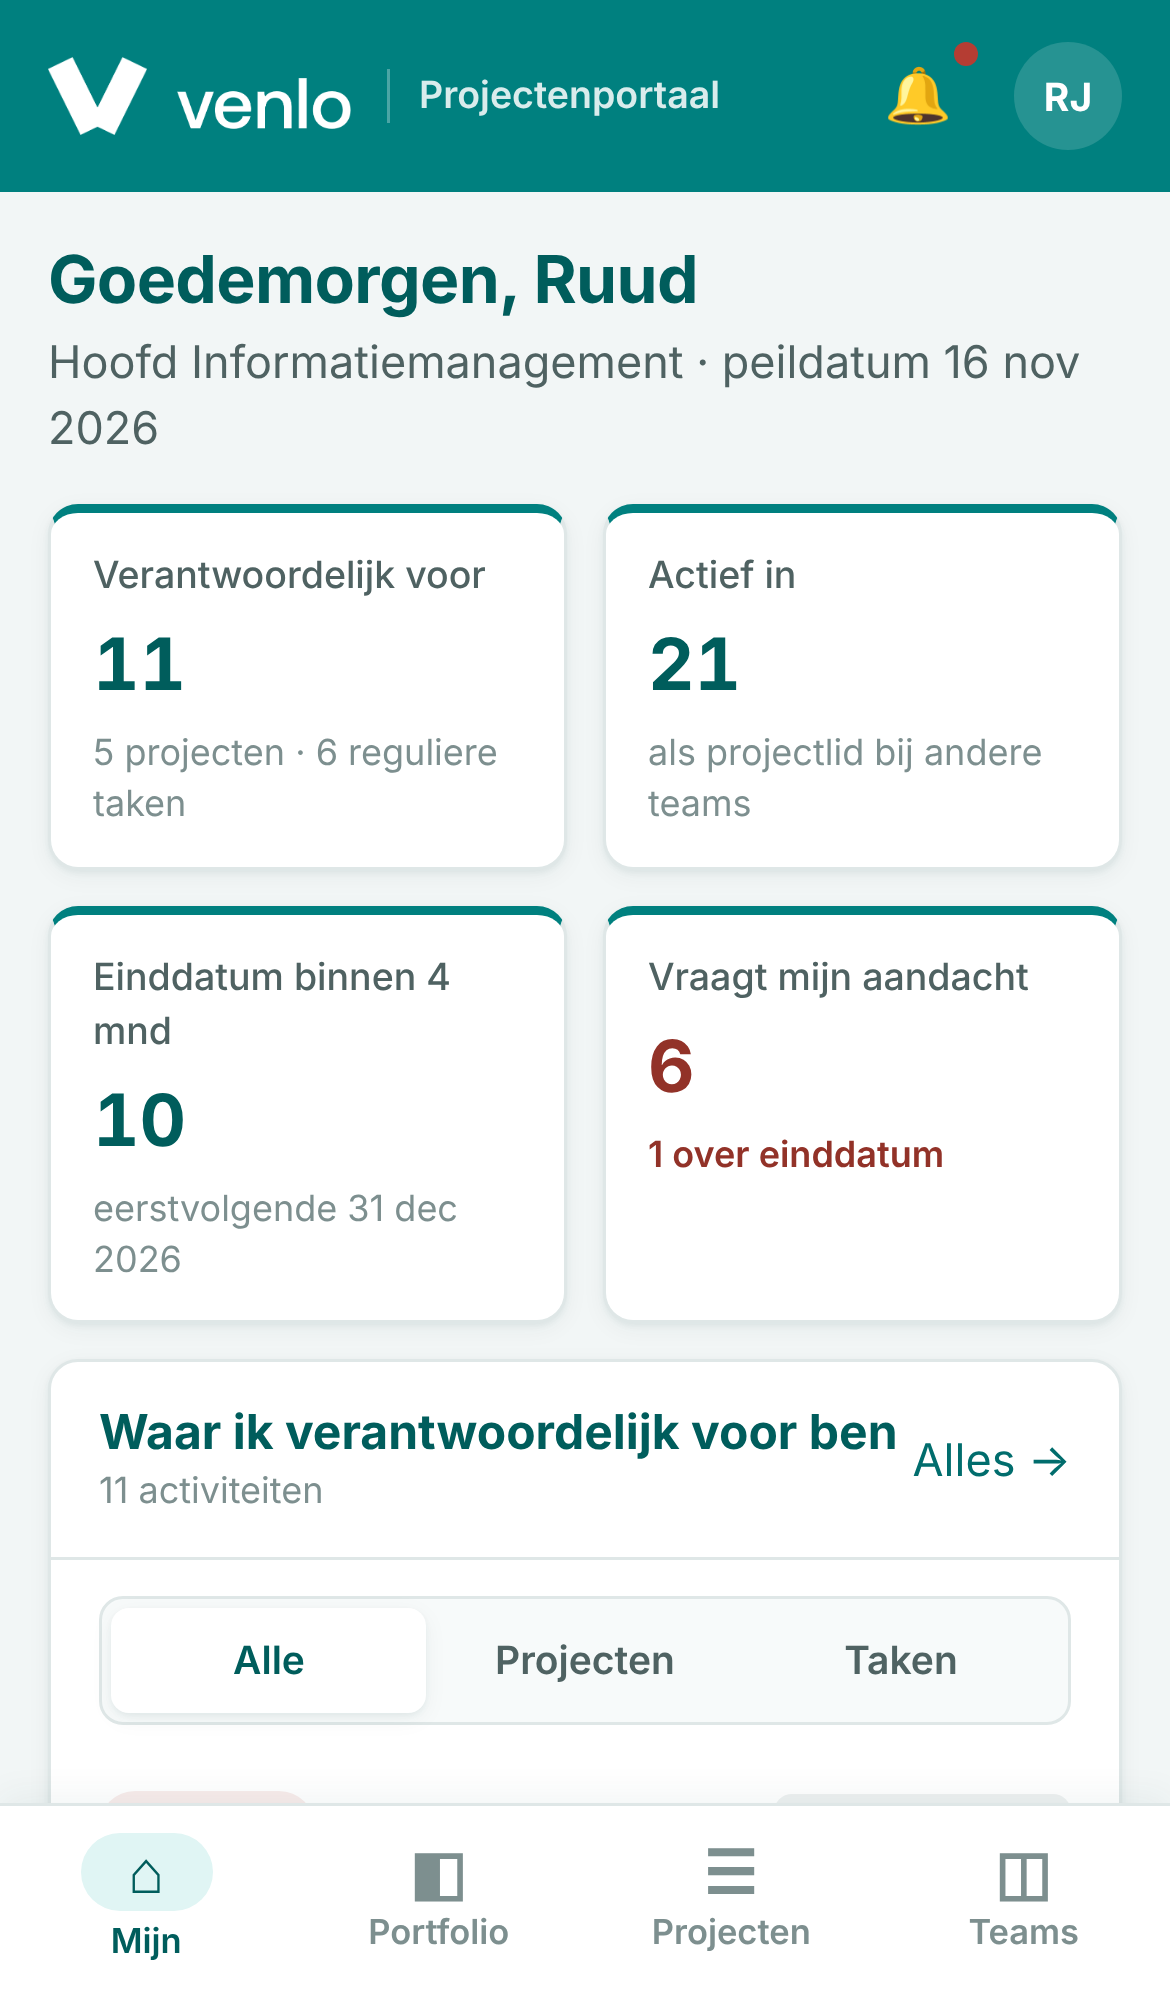 venlo
Projectenportaal
RJ
Goedemorgen, Ruud
Hoofd Informatiemanagement · peildatum 16 nov
2026
Verantwoordelijk voor
11
5 projecten · 6 reguliere
taken
Actief in
21
als projectlid bij andere
teams
Einddatum binnen 4
mnd
10
eerstvolgende 31 dec
2026
Vraagt mijn aandacht
6
1 over einddatum
Waar ik verantwoordelijk voor ben
11 activiteiten
Alles →
Alle
Projecten
Taken
Mijn
Portfolio
Projecten
Teams